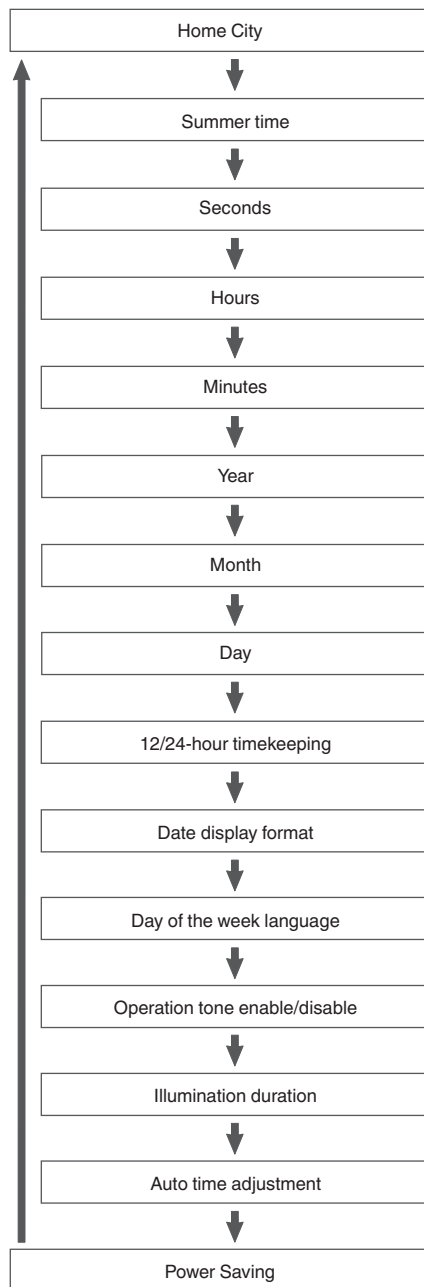 Home City
Summer time
Seconds
Hours
Minutes
Year
Month
Day
12/24-hour timekeeping
Date display format
Day of the week language
Operation tone enable/disable
Illumination duration
Auto time adjustment
Power Saving